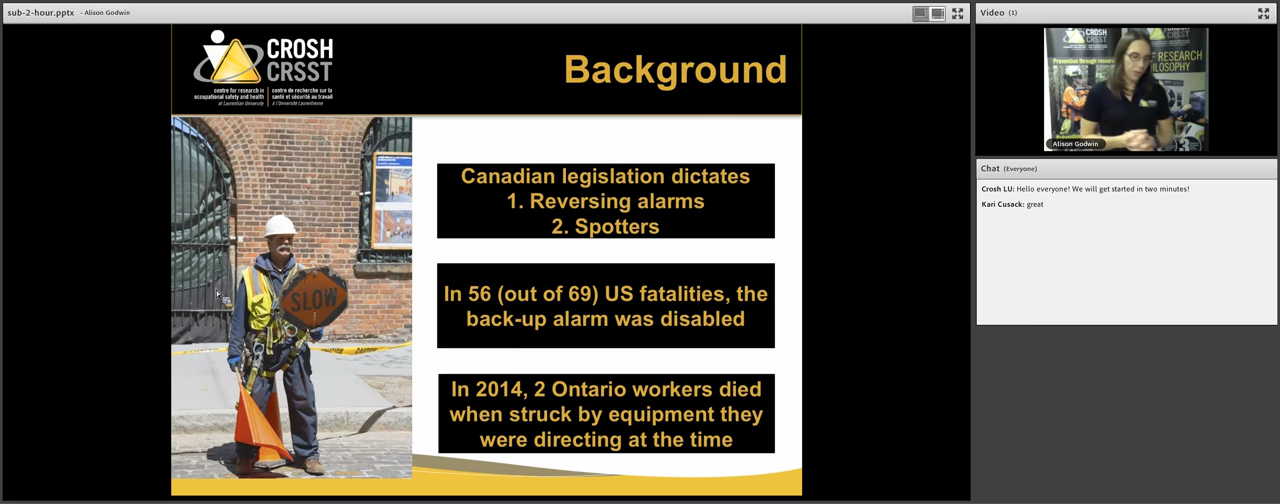 sub-2-hour.pptx - Alison Godwin
CROSH
CRSST
centre for research in
occupational safety and health
at Laurentian University
centre de recherche sur la
santé et sécurité au travail
à l'Université Laurentienne
Background
Canadian legislation dictates
1. Reversing alarms
2. Spotters
In 56 (out of 69) US fatalities, the
back-up alarm was disabled
In 2014, 2 Ontario workers died
when struck by equipment they
were directing at the time
SLOW
Video (1)
CROSH
Prevention through resear
OF RESEARCH
ILOSOPHY
Alison Godwin
Chat (Everyone)
Crosh LU: Hello everyone! We will get started in two minutes!
Kari Cusack: great